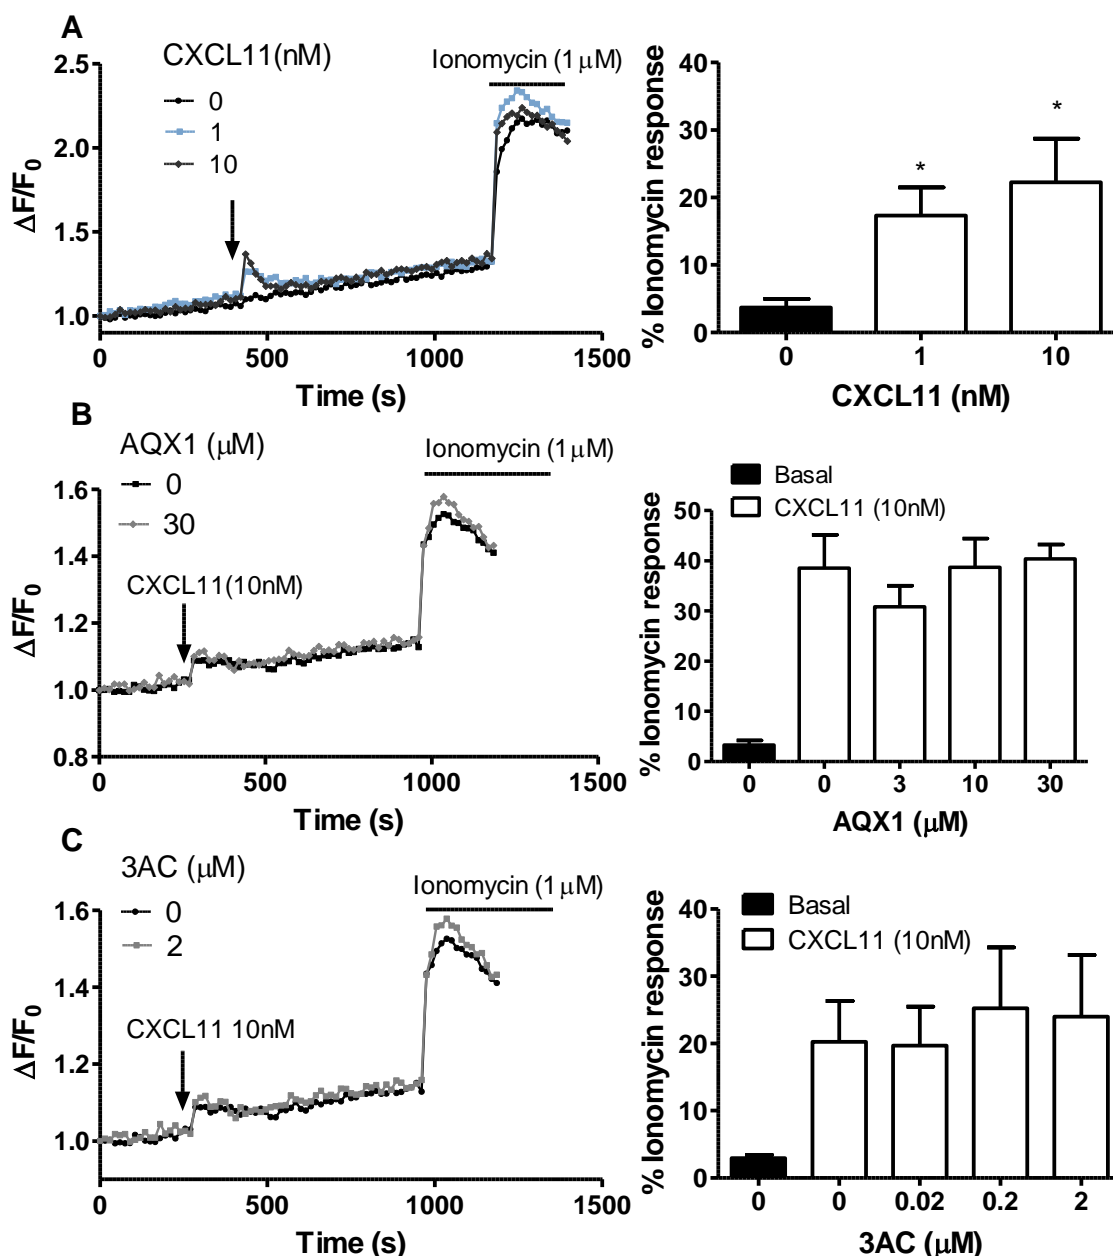 A
CXCL11(nM)
0
1
10
Ionomycin (1 μM)
ΔF/F0
2.5
2.0
1.5
1.0
0 500 1000 1500
Time (s)
% Ionomycin response
40
30
20
10
0
* *
0 1 10
CXCL11 (nM)
B
AQX1 (μM)
0
30
Ionomycin (1 μM)
CXCL11(10nM)
ΔF/F0
1.6
1.4
1.2
1.0
0.8
0 500 1000 1500
Time (s)
Basal
CXCL11 (10nM)
% Ionomycin response
50
40
30
20
10
0
0 0 3 10 30
AQX1 (μM)
C
3AC (μM)
0
2
Ionomycin (1 μM)
CXCL11 10nM
ΔF/F0
1.6
1.4
1.2
1.0
0 500 1000 1500
Time (s)
Basal
CXCL11 (10nM)
% Ionomycin response
40
30
20
10
0
0 0 0.02 0.2 2
3AC (μM)